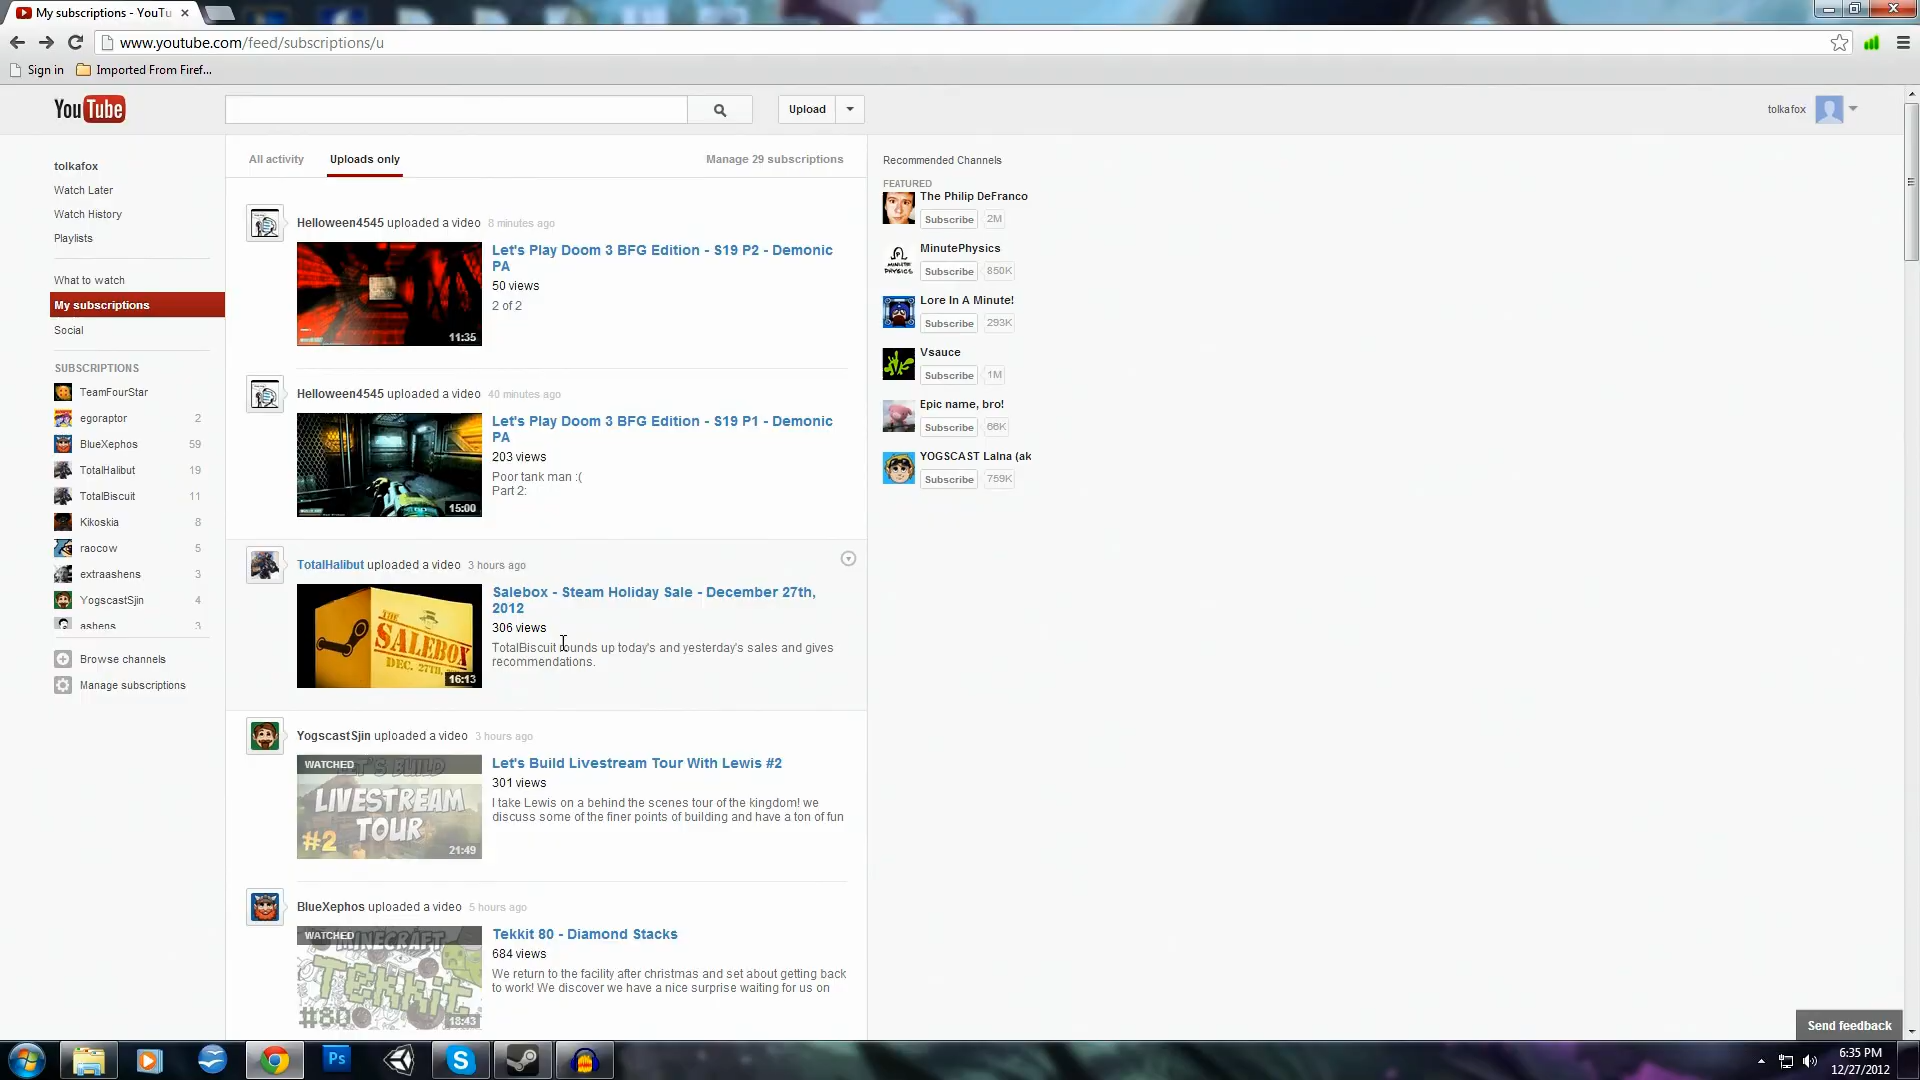 My subscriptions - YouTu
www.youtube.com/feed/subscriptions/u
Sign in
Imported From Firef...
YouTube
Upload
tolkafox
tolkafox
Watch Later
Watch History
Playlists
What to watch
My subscriptions
Social
SUBSCRIPTIONS
TeamFourStar
egoraptor 2
BlueXephos 59
TotalHalibut 19
TotalBiscuit 11
Kikoskia 8
raocow 5
extraashens 3
YogscastSjin 4
ashens 3
Browse channels
Manage subscriptions
All activity
Uploads only
Manage 29 subscriptions
Helloween4545 uploaded a video 8 minutes ago
11:35
Let's Play Doom 3 BFG Edition - S19 P2 - Demonic
PA
50 views
2 of 2
Helloween4545 uploaded a video 40 minutes ago
15:00
Let's Play Doom 3 BFG Edition - S19 P1 - Demonic
PA
203 views
Poor tank man :(
Part 2:
TotalHalibut uploaded a video 3 hours ago
THE
SALEBOX
DEC. 27TH,
16:13
Salebox - Steam Holiday Sale - December 27th,
2012
306 views
TotalBiscuit rounds up today's and yesterday's sales and gives
recommendations.
YogscastSjin uploaded a video 3 hours ago
WATCHED
LET'S BUILD
LIVESTREAM
TOUR
#2
21:49
Let's Build Livestream Tour With Lewis #2
301 views
I take Lewis on a behind the scenes tour of the kingdom! we
discuss some of the finer points of building and have a ton of fun
BlueXephos uploaded a video 5 hours ago
WATCHED
MINECRAFT
Tekkit
#80
18:43
Tekkit 80 - Diamond Stacks
684 views
We return to the facility after christmas and set about getting back
to work! We discover we have a nice surprise waiting for us on
Recommended Channels
FEATURED
The Philip DeFranco
Subscribe 2M
MINUTE
PHYSICS
MinutePhysics
Subscribe 850K
Lore In A Minute!
Subscribe 293K
Vsauce
Subscribe 1M
Epic name, bro!
Subscribe 66K
YOGSCAST Lalna (ak
Subscribe 759K
Send feedback
Ps
6:35 PM
12/27/2012